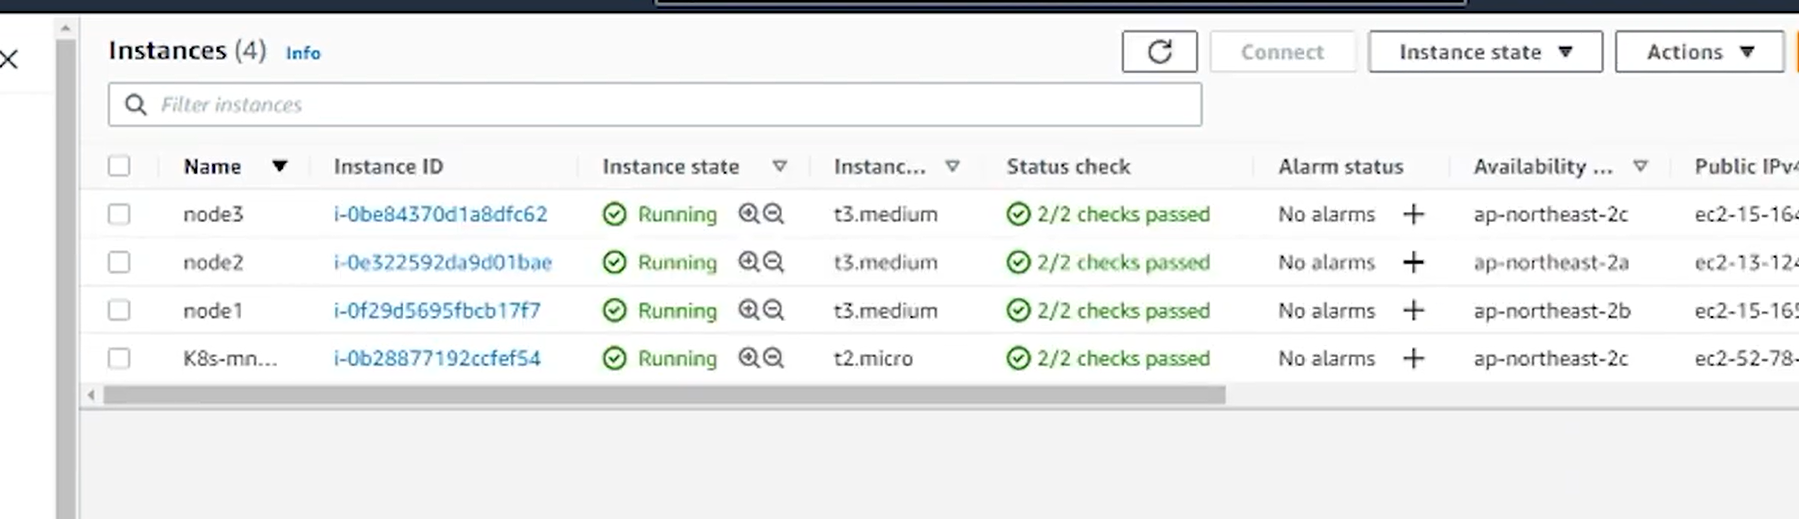 Instances (4) Info Connect Instance state Actions
Filter instances
Name Instance ID Instance state Instanc... Status check Alarm status Availability ... Public IPv4
node3 i-0be84370d1a8dfc62 Running t3.medium 2/2 checks passed No alarms + ap-northeast-2c ec2-15-164
node2 i-0e322592da9d01bae Running t3.medium 2/2 checks passed No alarms + ap-northeast-2a ec2-13-124
node1 i-0f29d5695fbcb17f7 Running t3.medium 2/2 checks passed No alarms + ap-northeast-2b ec2-15-165
K8s-mn... i-0b28877192ccfef54 Running t2.micro 2/2 checks passed No alarms + ap-northeast-2c ec2-52-78-